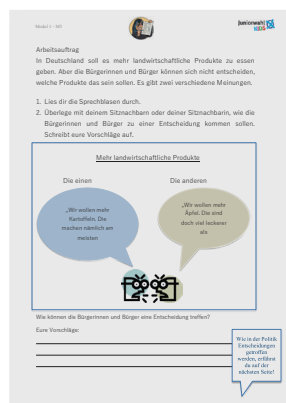 Modul 1 – M2
Juniorwahl
KIDS
Arbeitsauftrag
In Deutschland soll es mehr landwirtschaftliche Produkte zu essen
geben. Aber die Bürgerinnen und Bürger können sich nicht entscheiden,
welche Produkte das sein sollen. Es gibt zwei verschiedene Meinungen.
1. Lies dir die Sprechblasen durch.
2. Überlege mit deinem Sitznachbarn oder deiner Sitznachbarin, wie die
Bürgerinnen und Bürger zu einer Entscheidung kommen sollen.
Schreibt eure Vorschläge auf.
Mehr landwirtschaftliche Produkte
Die einen
Die anderen
„Wir wollen mehr
Kartoffeln. Die
machen nämlich am
meisten
„Wir wollen mehr
Äpfel. Die sind
doch viel leckerer
als
Wie können die Bürgerinnen und Bürger eine Entscheidung treffen?
Eure Vorschläge:
Wie in der Politik
Entscheidungen
getroffen
werden, erfährst
du auf der
nächsten Seite!